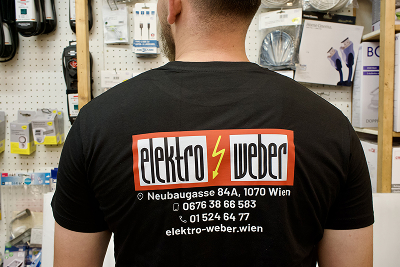 elektro weber
Neubaugasse 84A, 1070 Wien
0676 38 66 583
01 524 64 77
elektro-weber.wien